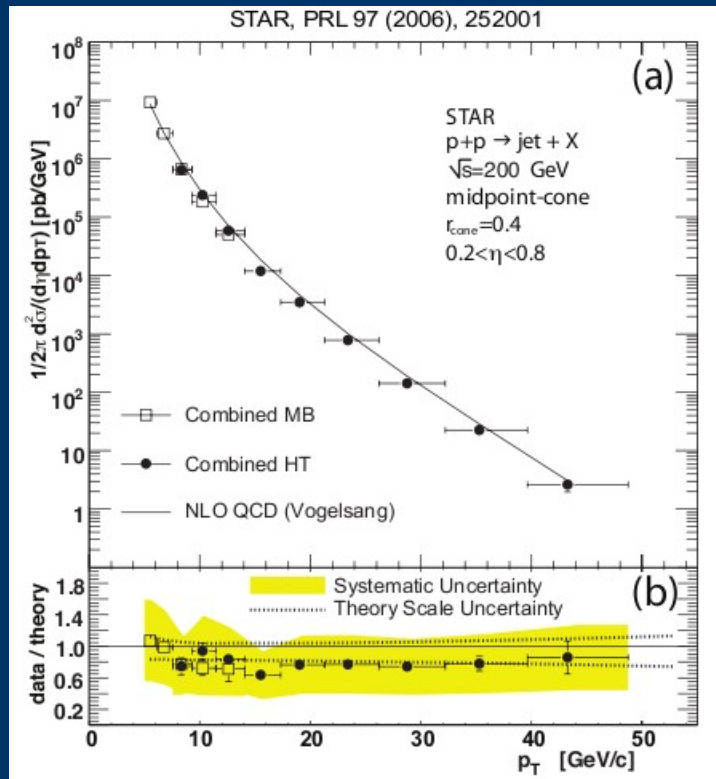 STAR, PRL 97 (2006), 252001
10⁸
(a)
10⁷
STAR
p+p → jet + X
10⁶
√s=200 GeV
midpoint-cone
10⁵
r_cone=0.4
0.2<η<0.8
10⁴
10³
10²
10
1
1/2π d²σ/(dηdp_T) [pb/GeV]
Combined MB
Combined HT
NLO QCD (Vogelsang)
(b)
Systematic Uncertainty
Theory Scale Uncertainty
data / theory
1.8
1.4
1.0
0.6
0.2
0 10 20 30 40 50
p_T [GeV/c]